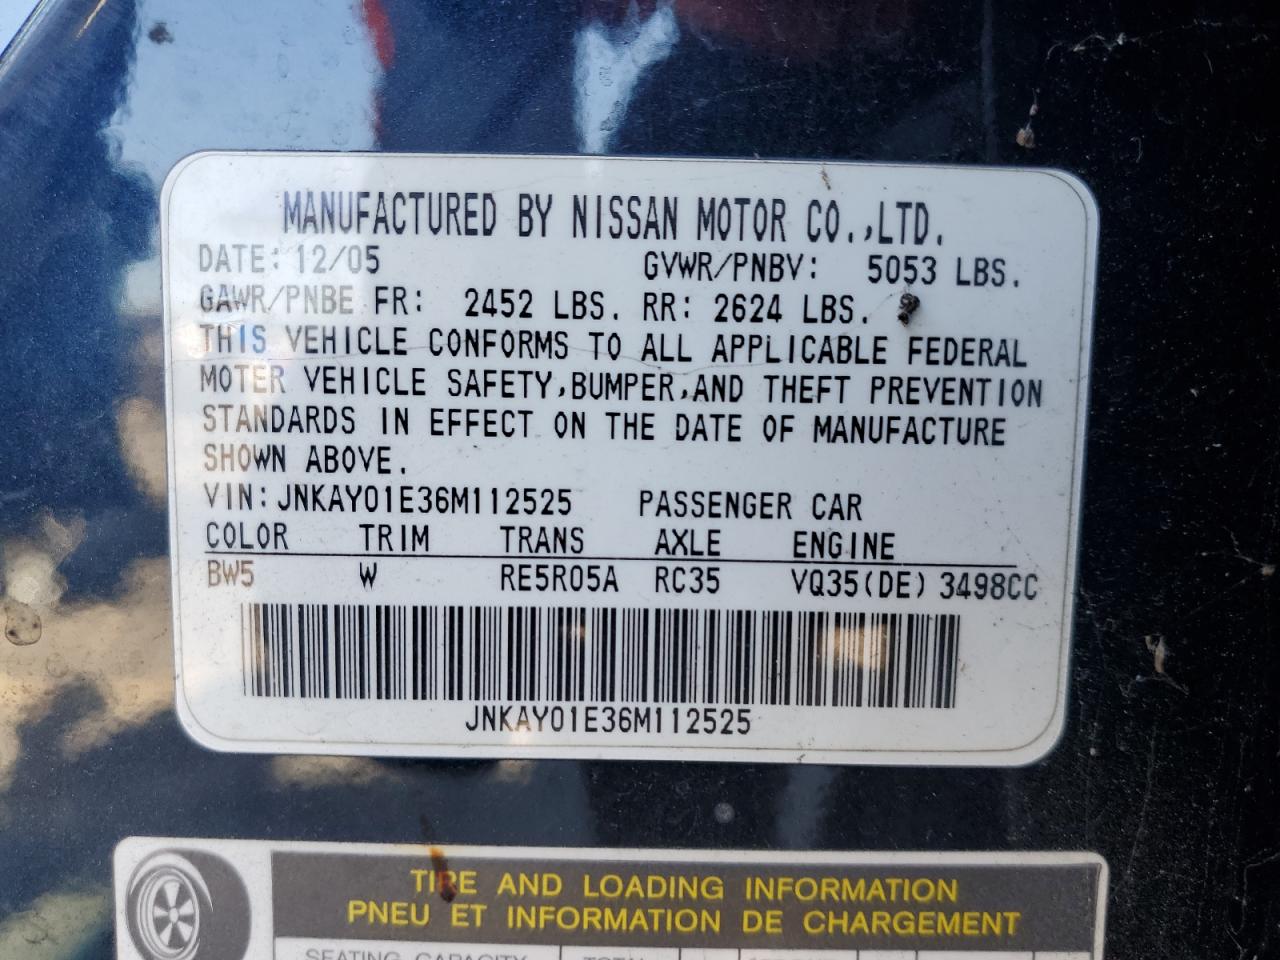 MANUFACTURED BY NISSAN MOTOR CO.,LTD.
DATE: 12/05 GVWR/PNBV: 5053 LBS.
GAWR/PNBE FR: 2452 LBS. RR: 2624 LBS.
THIS VEHICLE CONFORMS TO ALL APPLICABLE FEDERAL
MOTER VEHICLE SAFETY,BUMPER,AND THEFT PREVENTION
STANDARDS IN EFFECT ON THE DATE OF MANUFACTURE
SHOWN ABOVE.
VIN: JNKAY01E36M112525 PASSENGER CAR
COLOR TRIM TRANS AXLE ENGINE
BW5 W RE5R05A RC35 VQ35(DE) 3498CC
JNKAY01E36M112525
TIRE AND LOADING INFORMATION
PNEU ET INFORMATION DE CHARGEMENT
SEATING CAPACITY TOTAL